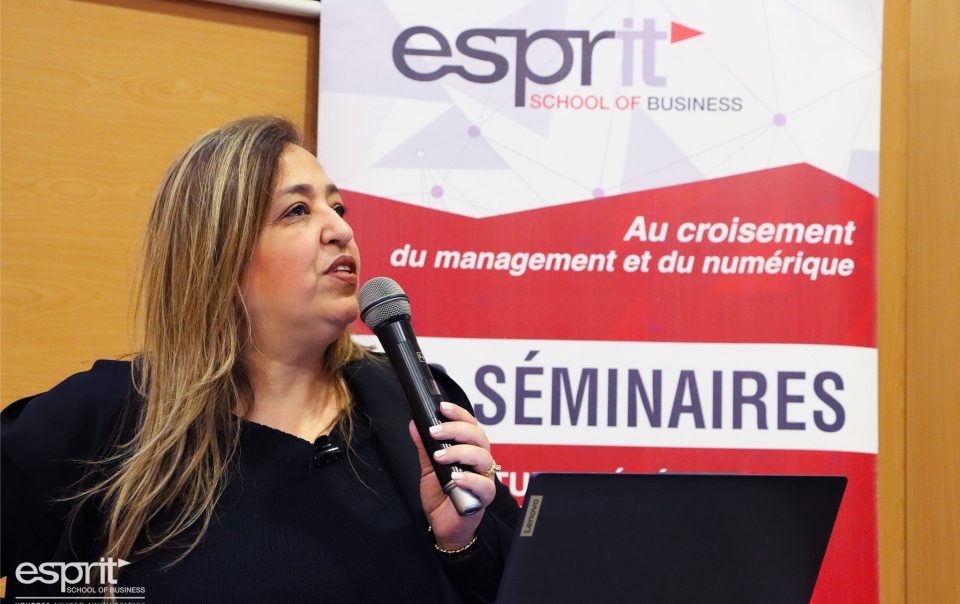 esprit
SCHOOL OF BUSINESS
Au croisement
du management et du numérique
SÉMINAIRES
Lenovo
esprit
SCHOOL OF BUSINESS